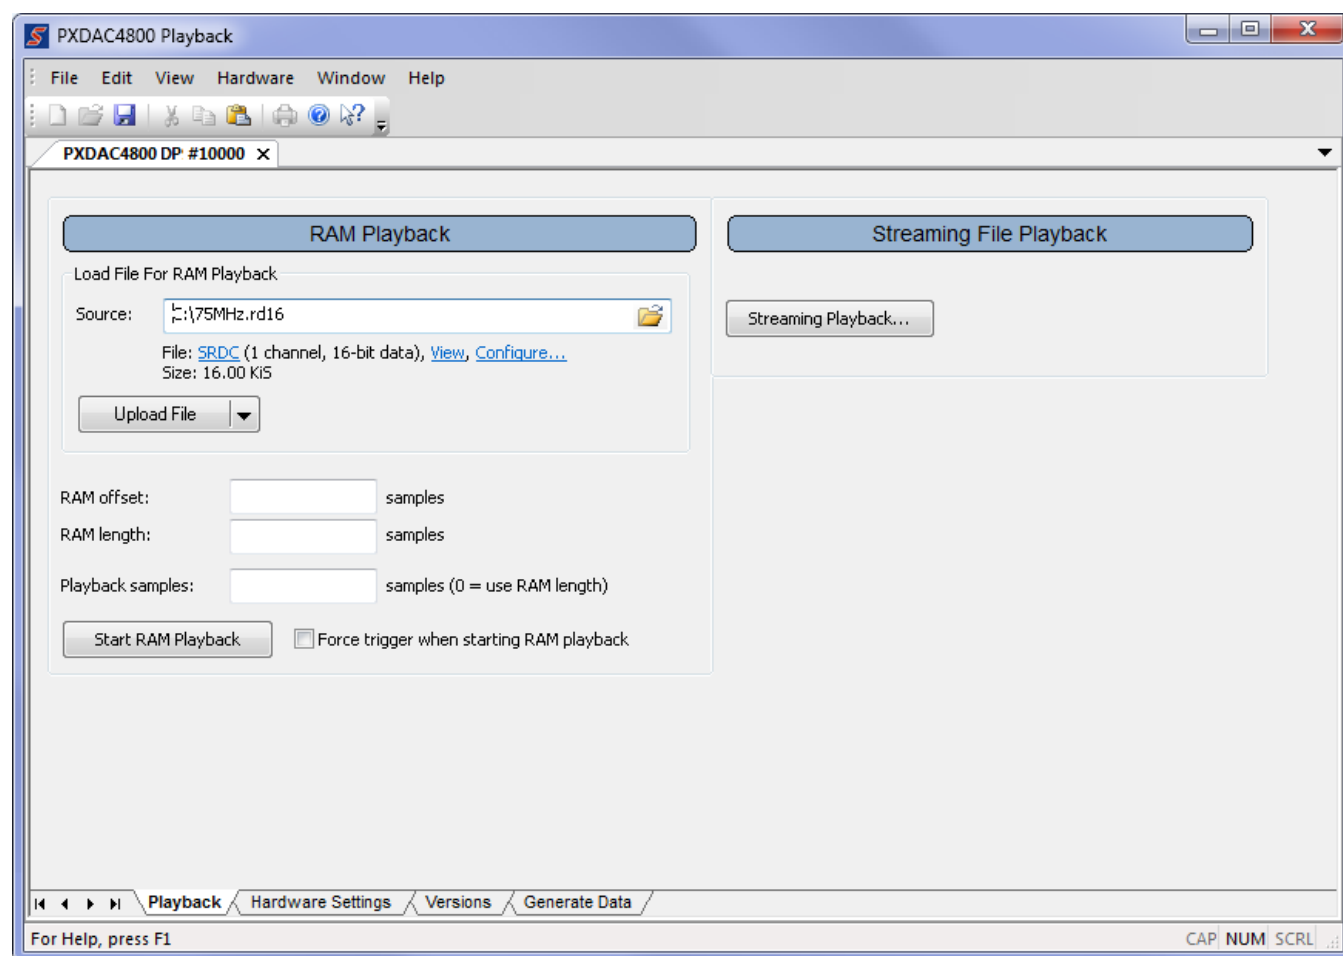 PXDAC4800 Playback
File Edit View Hardware Window Help
PXDAC4800 DP #10000
RAM Playback
Load File For RAM Playback
Source: C:\75MHz.rd16
File: SRDC (1 channel, 16-bit data), View, Configure...
Size: 16.00 KiS
Upload File
RAM offset: samples
RAM length: samples
Playback samples: samples (0 = use RAM length)
Start RAM Playback Force trigger when starting RAM playback
Streaming File Playback
Streaming Playback...
Playback Hardware Settings Versions Generate Data
For Help, press F1 CAP NUM SCRL